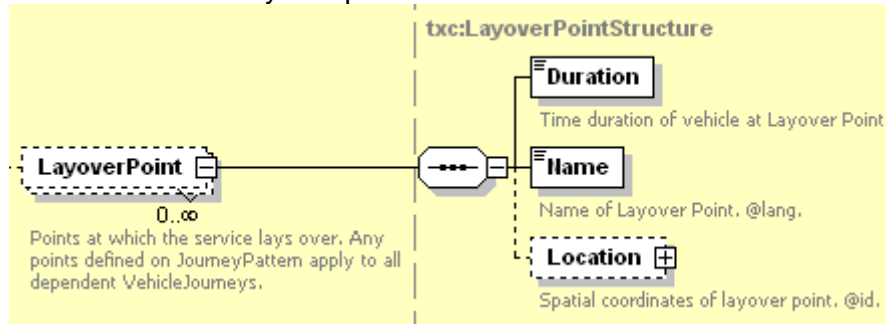 txc:LayoverPointStructure
Duration
Time duration of vehicle at Layover Point
LayoverPoint
0..∞
Points at which the service lays over. Any
points defined on JourneyPattern apply to all
dependent VehicleJourneys.
Name
Name of Layover Point. @lang.
Location
Spatial coordinates of layover point. @id.